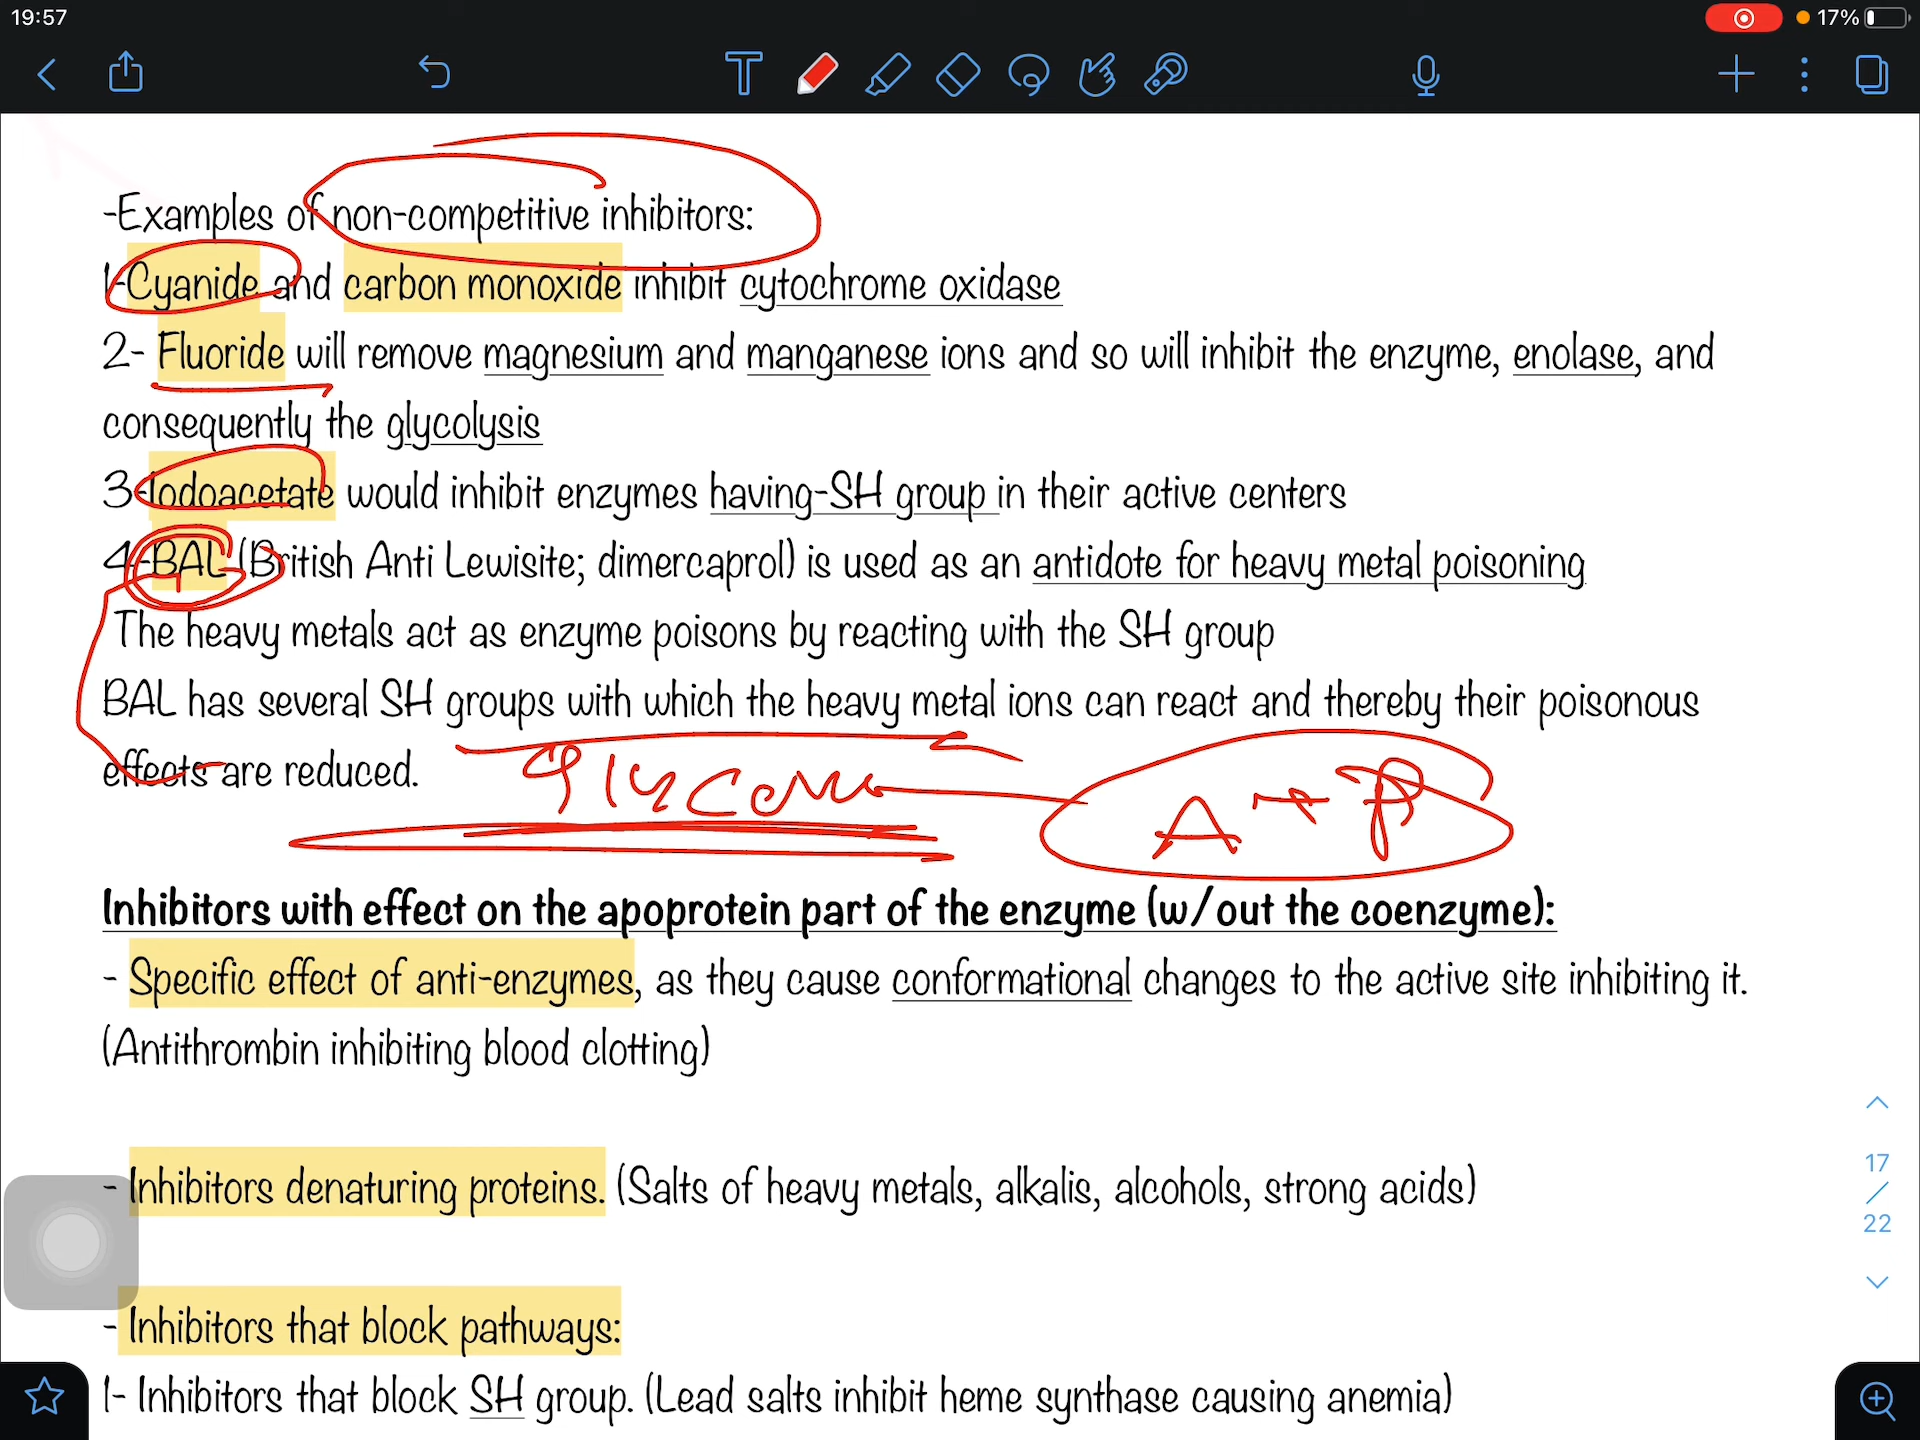 19:57
17%
-Examples of non-competitive inhibitors:
1-Cyanide and carbon monoxide inhibit cytochrome oxidase
2- Fluoride will remove magnesium and manganese ions and so will inhibit the enzyme, enolase, and
consequently the glycolysis
3-Iodoacetate would inhibit enzymes having-SH group in their active centers
4-BAL (British Anti Lewisite; dimercaprol) is used as an antidote for heavy metal poisoning
The heavy metals act as enzyme poisons by reacting with the SH group
BAL has several SH groups with which the heavy metal ions can react and thereby their poisonous
effects are reduced.
Inhibitors with effect on the apoprotein part of the enzyme (w/out the coenzyme):
- Specific effect of anti-enzymes, as they cause conformational changes to the active site inhibiting it.
(Antithrombin inhibiting blood clotting)
- Inhibitors denaturing proteins. (Salts of heavy metals, alkalis, alcohols, strong acids)
- Inhibitors that block pathways:
1- Inhibitors that block SH group. (Lead salts inhibit heme synthase causing anemia)
17
/
22